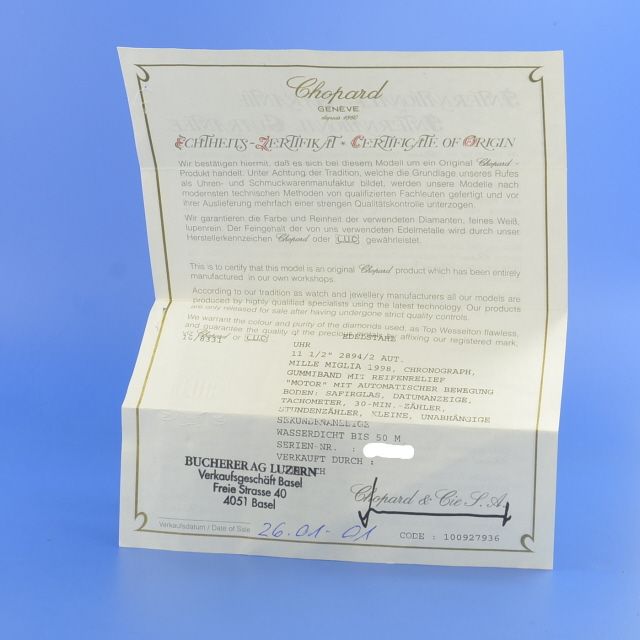 Chopard
GENÈVE
depuis 1860
ECHTHEITS-ZERTIFIKAT • CERTIFICATE OF ORIGIN
Wir bestätigen hiermit, daß es sich bei diesem Modell um ein Original Chopard -
Produkt handelt. Unter Achtung der Tradition, welche die Grundlage unseres Rufes
als Uhren- und Schmuckwarenmanufaktur bildet, werden unsere Modelle nach
modernsten technischen Methoden von qualifizierten Fachleuten gefertigt und vor
ihrer Auslieferung mehrfach einer strengen Qualitätskontrolle unterzogen.
Wir garantieren die Farbe und Reinheit der verwendeten Diamanten, feines Weiß,
lupenrein. Der Feingehalt der von uns verwendeten Edelmetalle wird durch unser
Herstellerkennzeichen Chopard oder L.U.C gewährleistet.
This is to certify that this model is an original Chopard product which has been entirely
manufactured in our own workshops.
According to our tradition as watch and jewellery manufacturers all our models are
produced by highly qualified specialists using the latest technology. Our products
are only released for sale after having undergone strict quality controls.
We warrant the colour and purity of the diamonds used, as Top Wesselton flawless,
and guarantee the quality of the precious metals by affixing our registered mark,
Chopard or L.U.C
16/8331 EDELSTAHL
UHR
11 1/2" 2894/2 AUT.
MILLE MIGLIA 1998, CHRONOGRAPH,
GUMMIBAND MIT REIFENRELIEF
"MOTOR" MIT AUTOMATISCHER BEWEGUNG
BODEN: SAFIRGLAS, DATUMANZEIGE,
TACHOMETER, 30-MIN.-ZÄHLER,
STUNDENZÄHLER, KLEINE, UNABHÄNGIGE
SEKUNDENANZEIGE
WASSERDICHT BIS 50 M
SERIEN-NR. :
VERKAUFT DURCH :
BUCHERER AG LUZERN
Verkaufsgeschäft Basel
Freie Strasse 40
4051 Basel
Chopard & Cie S.A.
Verkaufsdatum / Date of Sale 26.01-01
CODE : 100927936